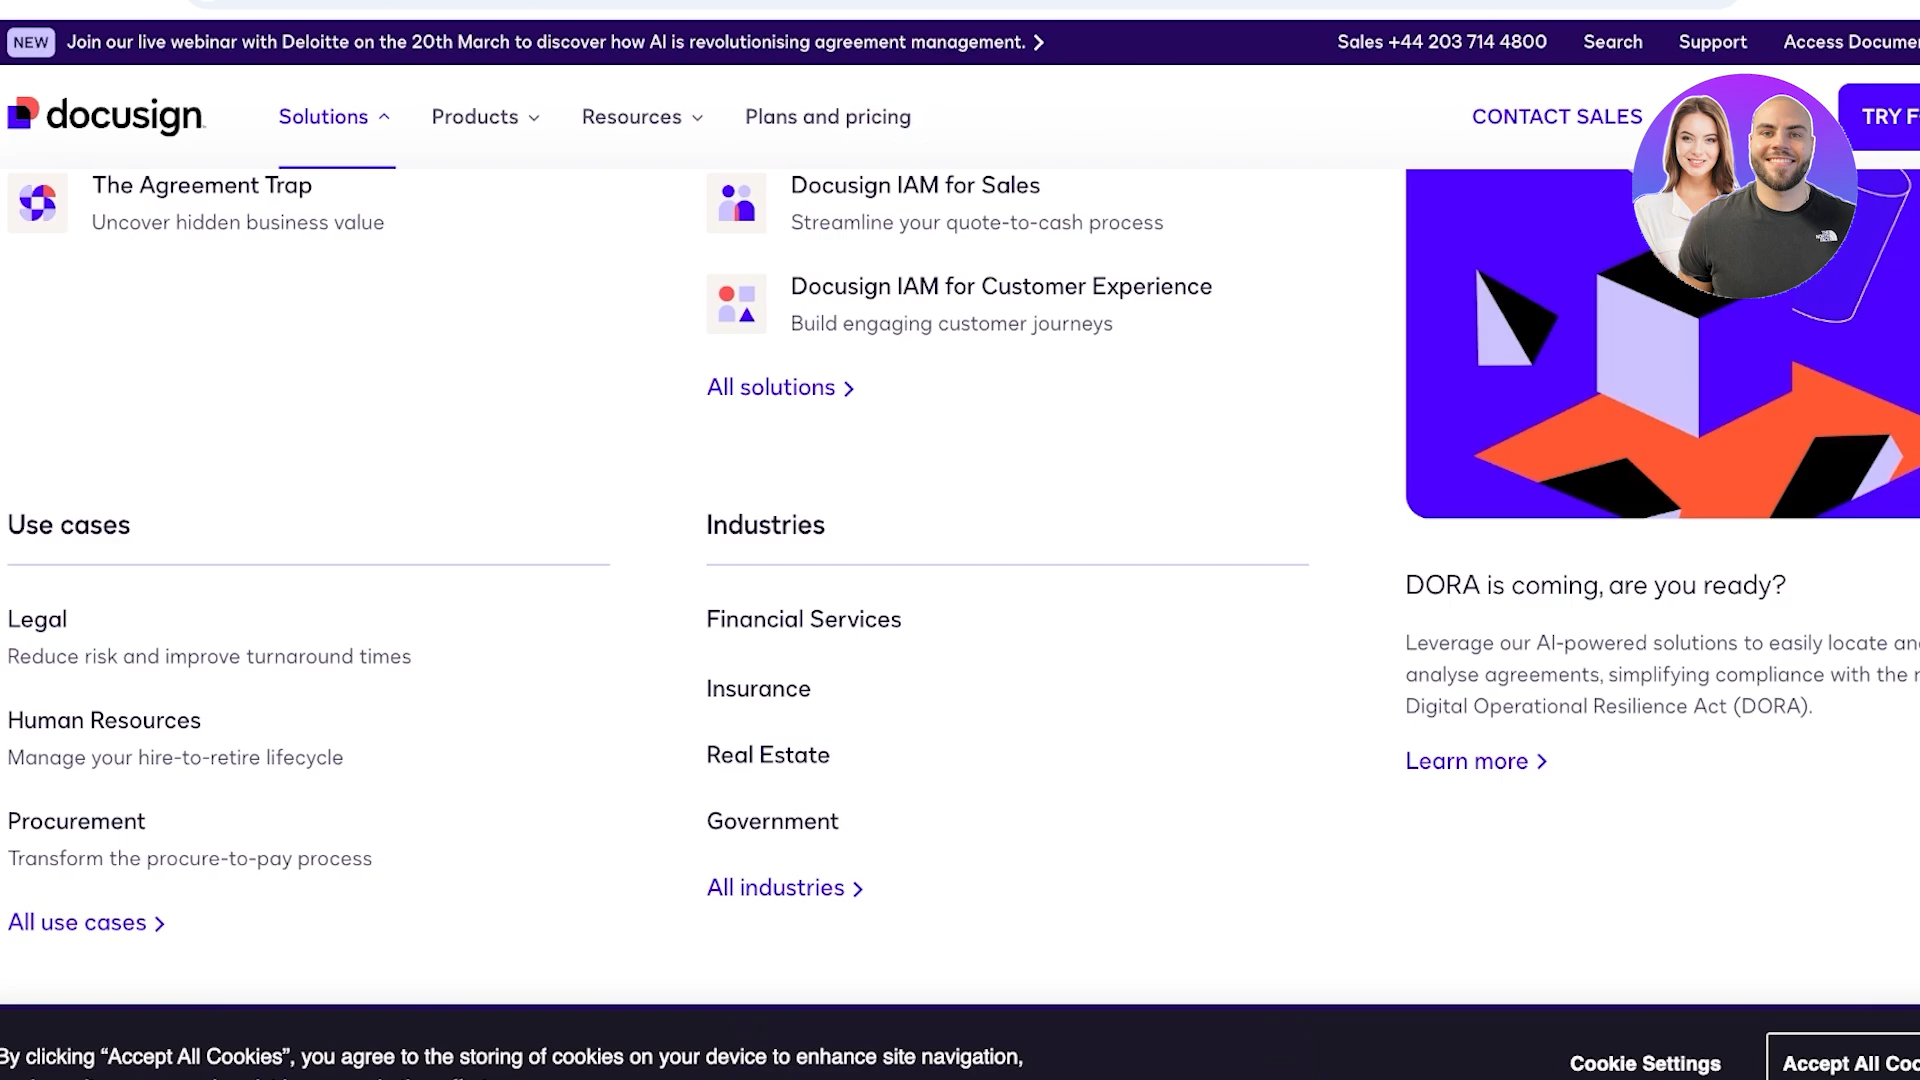 NEW Join our live webinar with Deloitte on the 20th March to discover how AI is revolutionising agreement management.
Sales +44 203 714 4800 Search Support Access
docusign Solutions Products Resources Plans and pricing CONTACT SALES TRY
The Agreement Trap
Uncover hidden business value
Docusign IAM for Sales
Streamline your quote-to-cash process
Docusign IAM for Customer Experience
Build engaging customer journeys
All solutions
Use cases
Legal
Reduce risk and improve turnaround times
Human Resources
Manage your hire-to-retire lifecycle
Procurement
Transform the procure-to-pay process
All use cases
Industries
Financial Services
Insurance
Real Estate
Government
All industries
DORA is coming, are you ready?
Leverage our AI-powered solutions to easily locate
analyse agreements, simplifying compliance with the
Digital Operational Resilience Act (DORA).
Learn more
By clicking “Accept All Cookies”, you agree to the storing of cookies on your device to enhance site navigation,
Cookie Settings
Accept All